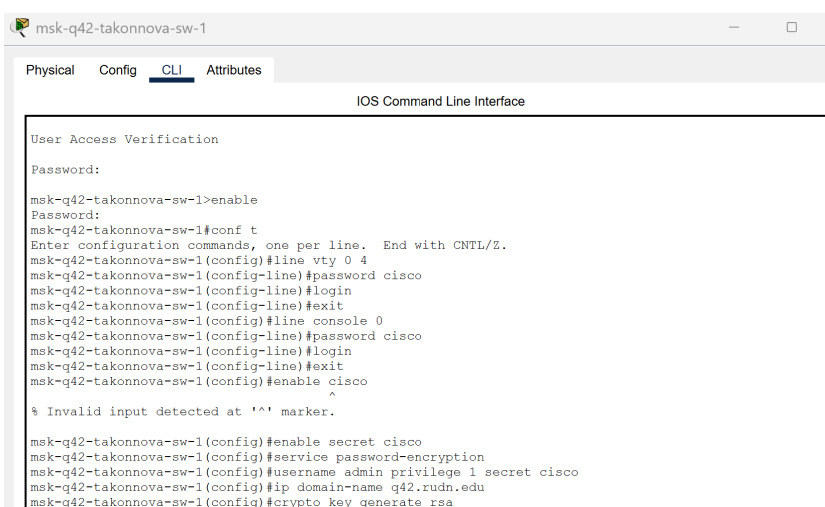 msk-q42-takonnova-sw-1
Physical Config CLI Attributes
IOS Command Line Interface
User Access Verification
Password:
msk-q42-takonnova-sw-1>enable
Password:
msk-q42-takonnova-sw-1#conf t
Enter configuration commands, one per line.  End with CNTL/Z.
msk-q42-takonnova-sw-1(config)#line vty 0 4
msk-q42-takonnova-sw-1(config-line)#password cisco
msk-q42-takonnova-sw-1(config-line)#login
msk-q42-takonnova-sw-1(config-line)#exit
msk-q42-takonnova-sw-1(config)#line console 0
msk-q42-takonnova-sw-1(config-line)#password cisco
msk-q42-takonnova-sw-1(config-line)#login
msk-q42-takonnova-sw-1(config-line)#exit
msk-q42-takonnova-sw-1(config)#enable cisco
^
% Invalid input detected at '^' marker.
msk-q42-takonnova-sw-1(config)#enable secret cisco
msk-q42-takonnova-sw-1(config)#service password-encryption
msk-q42-takonnova-sw-1(config)#username admin privilege 1 secret cisco
msk-q42-takonnova-sw-1(config)#ip domain-name q42.rudn.edu
msk-q42-takonnova-sw-1(config)#crypto key generate rsa